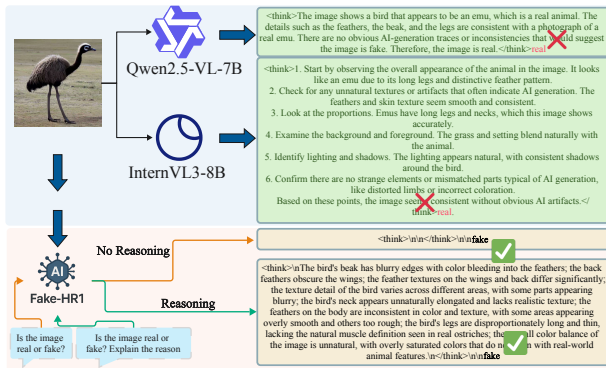 <think>The image shows a bird that appears to be an emu, which is a real animal. The
details such as the feathers, the beak, and the legs are consistent with a photograph of a
real emu. There are no obvious AI-generation traces or inconsistencies that would suggest
the image is fake. Therefore, the image is real.</think>real
Qwen2.5-VL-7B
<think>1. Start by observing the overall appearance of the animal in the image. It looks
like an emu due to its long legs and distinctive feather pattern.
2. Check for any unnatural textures or artifacts that often indicate AI generation. The
feathers and skin texture seem smooth and consistent.
3. Look at the proportions. Emus have long legs and necks, which this image shows
accurately.
4. Examine the background and foreground. The grass and setting blend naturally with
the animal.
5. Identify lighting and shadows. The lighting appears natural, with consistent shadows
around the bird.
6. Confirm there are no strange elements or mismatched parts typical of AI generation,
like distorted limbs or incorrect coloration.
Based on these points, the image seems consistent without obvious AI artifacts.</
think>real.
InternVL3-8B
No Reasoning
<think>\n\n</think>\n\nfake
AI
Fake-HR1
Reasoning
<think>\nThe bird's beak has blurry edges with color bleeding into the feathers; the back
feathers obscure the wings; the feather textures on the wings and back differ significantly;
the texture detail of the bird varies across different areas, with some parts appearing
blurry; the bird's neck appears unnaturally elongated and lacks realistic texture; the
feathers on the body are inconsistent in color and texture, with some areas appearing
overly smooth and others too rough; the bird's legs are disproportionately long and thin,
lacking the natural muscle definition seen in real ostriches; the overall color balance
of the image is unnatural, with overly saturated colors that do not with real-world
animal features.\n</think>\n\nfake
Is the image
real or fake?
Is the image real or
fake? Explain the reason